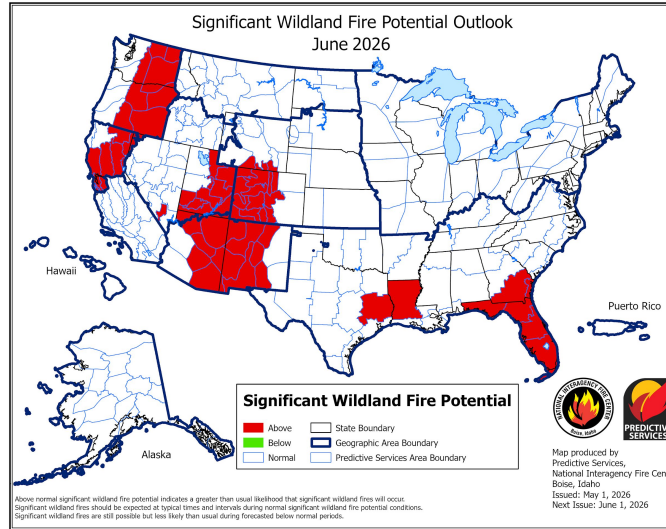 Significant Wildland Fire Potential Outlook
June 2026
Hawaii
Puerto Rico
Alaska
Significant Wildland Fire Potential
Above
Below
Normal
State Boundary
Geographic Area Boundary
Predictive Services Area Boundary
NATIONAL INTERAGENCY FIRE CENTER
Boise, Idaho
PREDICTIVE
SERVICES
Map produced by
Predictive Services,
National Interagency Fire Cen
Boise, Idaho
Issued: May 1, 2026
Next Issue: June 1, 2026
Above normal significant wildland fire potential indicates a greater than usual likelihood that significant wildland fires will occur.
Significant wildland fires should be expected at typical times and intervals during normal significant wildland fire potential conditions.
Significant wildland fires are still possible but less likely than usual during forecasted below normal periods.